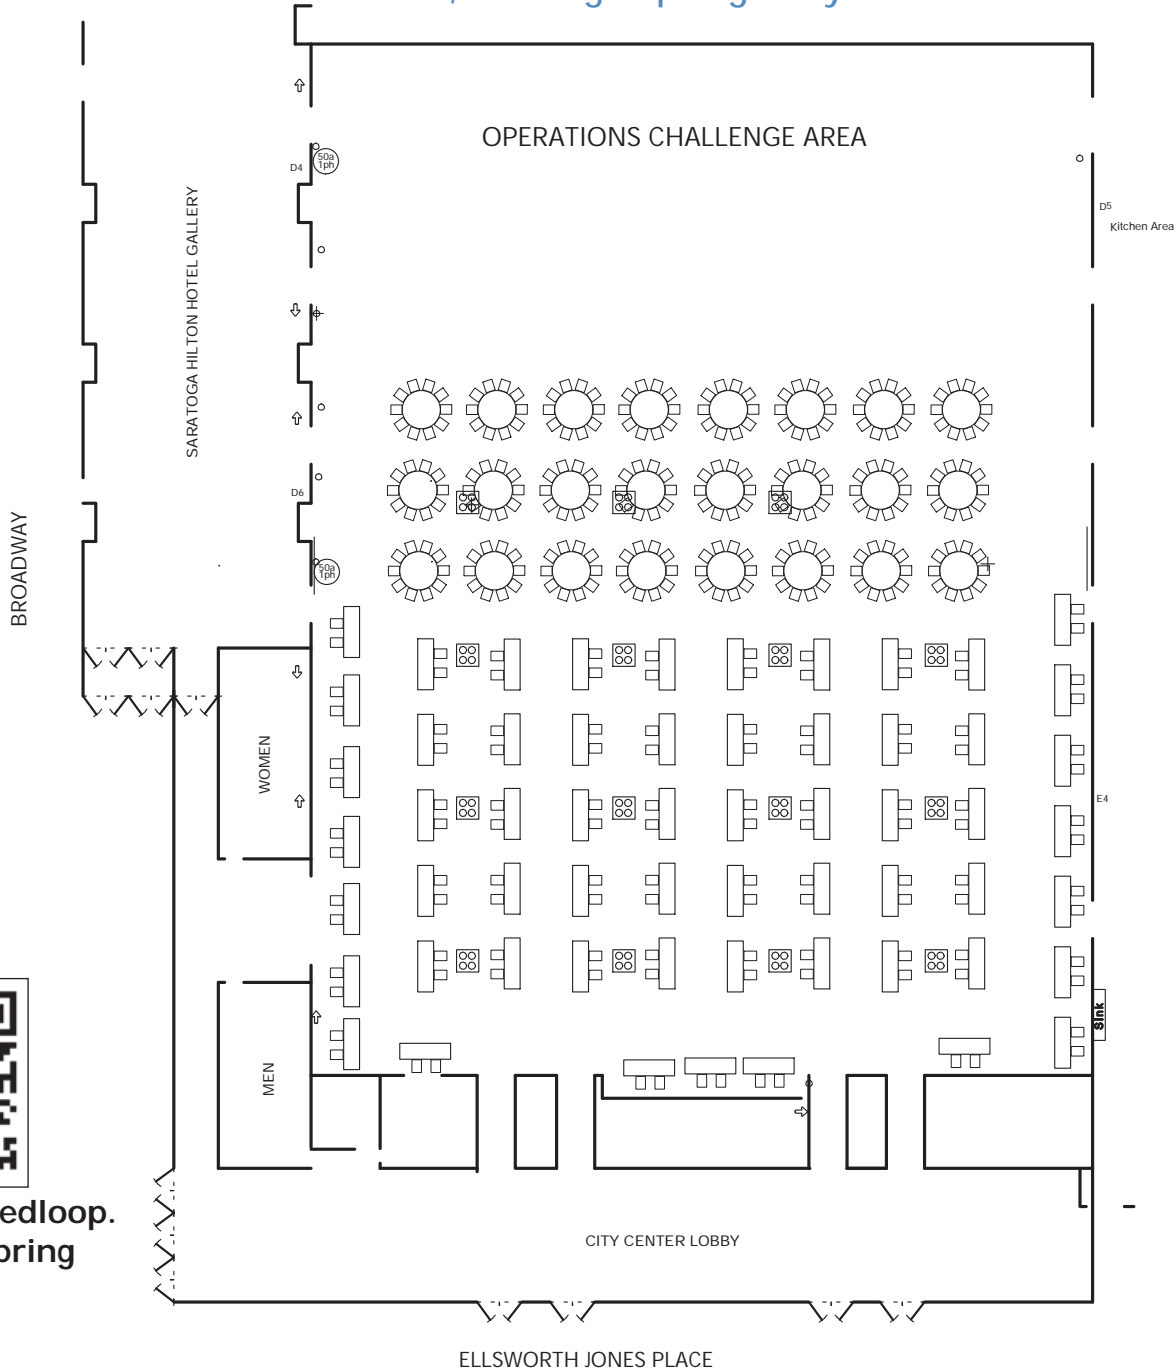 OPERATIONS CHALLENGE AREA
50a
1ph
D4
D5
Kitchen Area
SARATOGA HILTON HOTEL GALLERY
D6
50a
1ph
BROADWAY
WOMEN
E4
Sink
MEN
edloop.
pring
CITY CENTER LOBBY
ELLSWORTH JONES PLACE